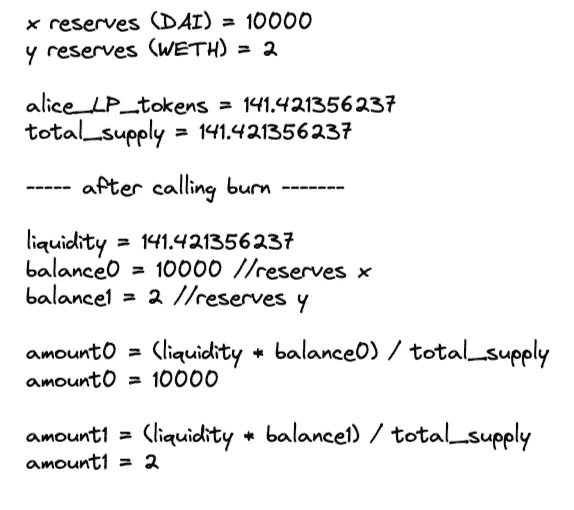 x reserves (DAI) = 10000
y reserves (WETH) = 2
alice_LP_tokens = 141.421356237
total_supply = 141.421356237
----- after calling burn -------
liquidity = 141.421356237
balance0 = 10000 //reserves x
balance1 = 2 //reserves y
amount0 = (liquidity * balance0) / total_supply
amount0 = 10000
amount1 = (liquidity * balance1) / total_supply
amount1 = 2